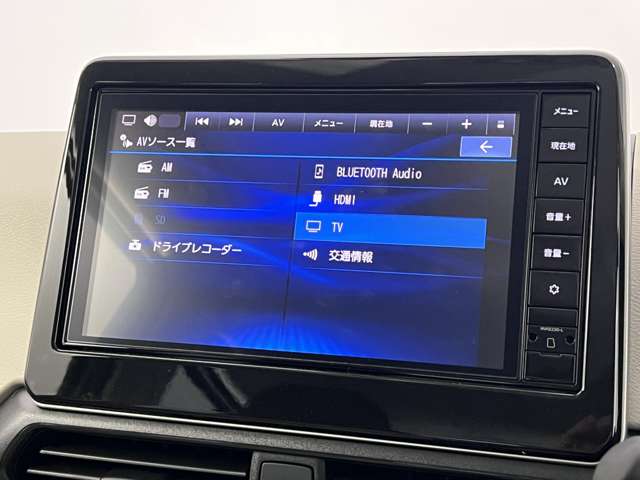 AV メニュー 現在地 − +
AVソース一覧
AM
FM
SD
ドライブレコーダー
BLUETOOTH Audio
HDMI
TV
交通情報
メニュー
現在地
AV
音量+
音量−